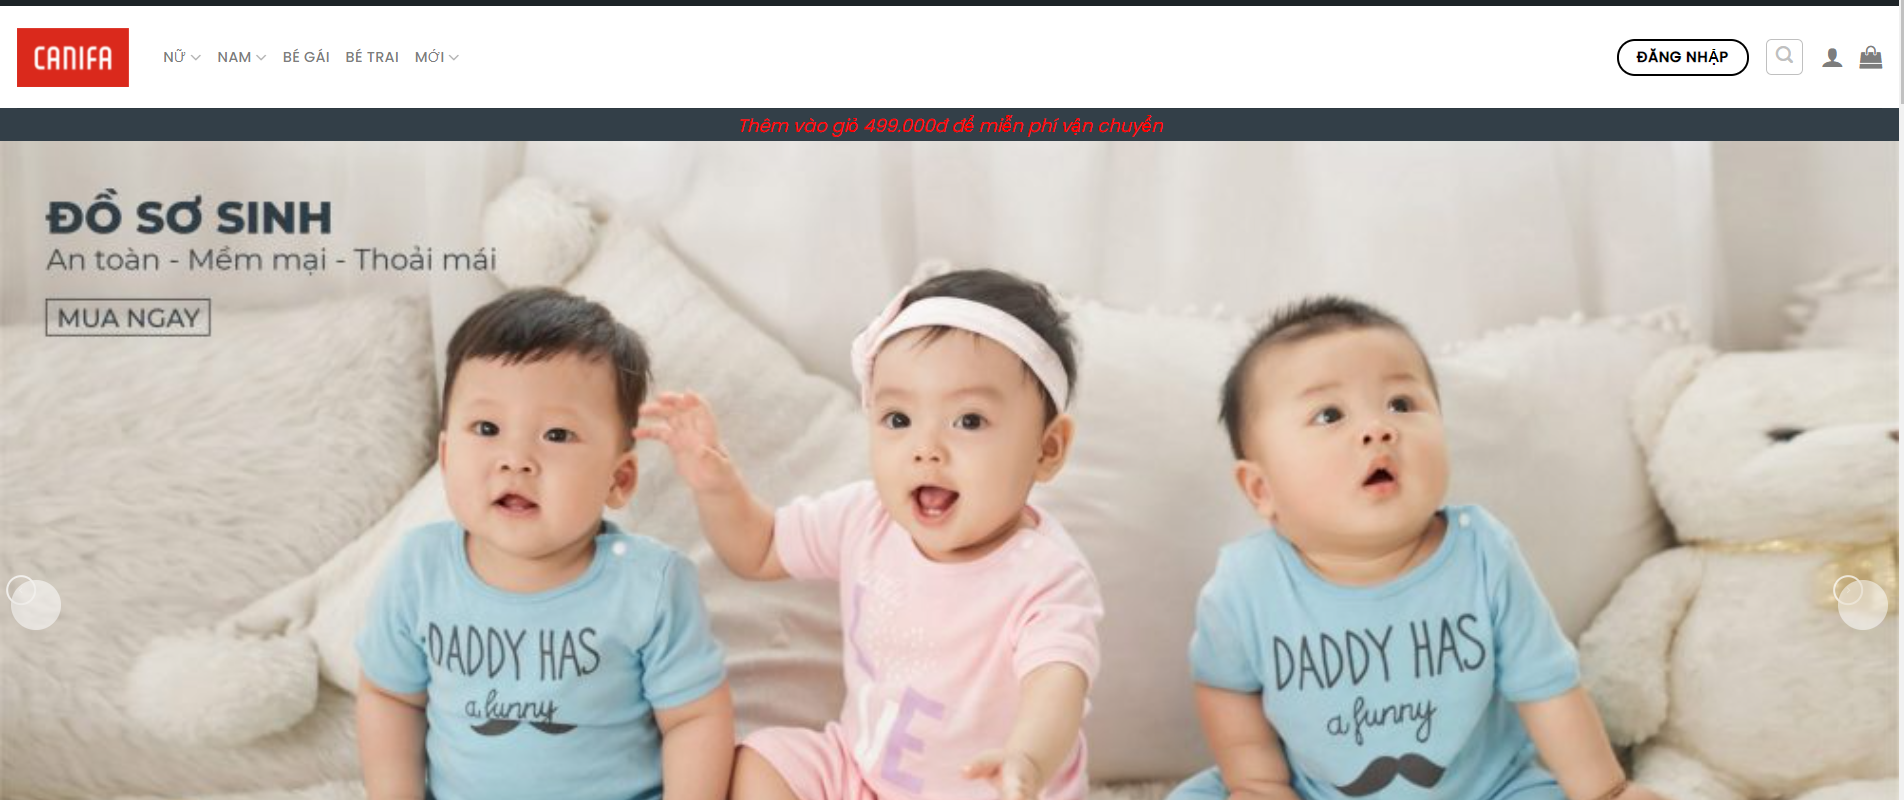 CANIFA
NỮ NAM BÉ GÁI BÉ TRAI MỚI
ĐĂNG NHẬP
Thêm vào giỏ 499.000đ để miễn phí vận chuyển
ĐỒ SƠ SINH
An toàn - Mềm mại - Thoải mái
MUA NGAY
DADDY HAS
a funny
DADDY HAS
a funny